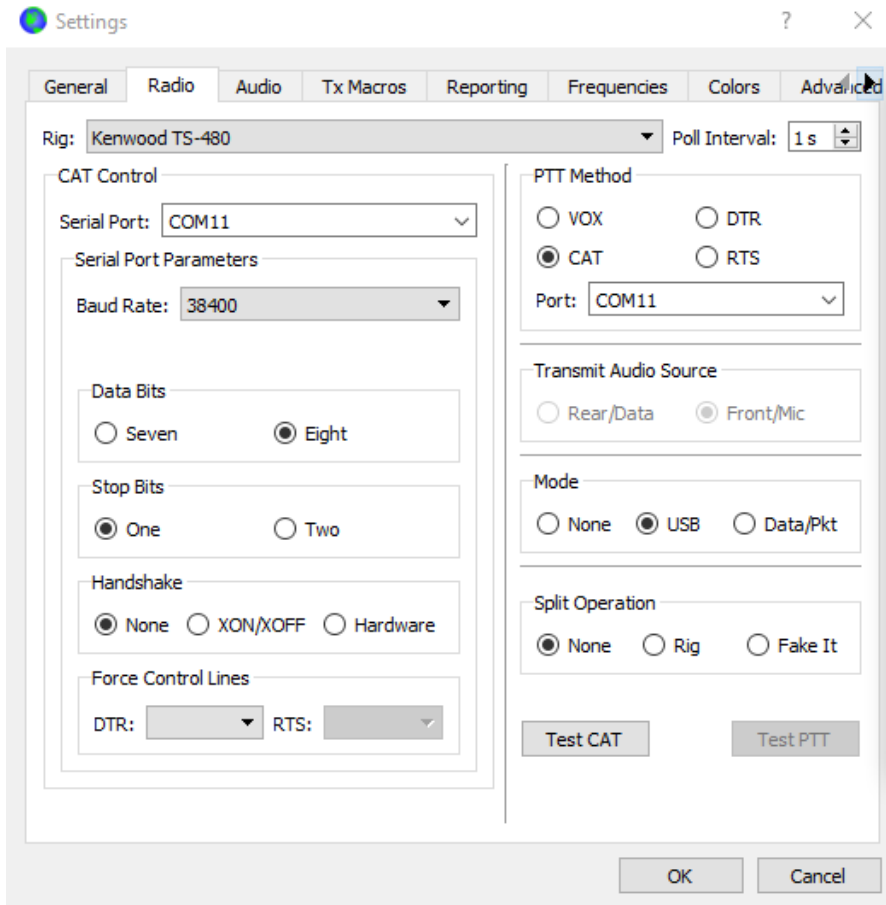 Settings
?
General Radio Audio Tx Macros Reporting Frequencies Colors Advanced
Rig: Kenwood TS-480 Poll Interval: 1 s
CAT Control
Serial Port: COM11
Serial Port Parameters
Baud Rate: 38400
Data Bits
Seven Eight
Stop Bits
One Two
Handshake
None XON/XOFF Hardware
Force Control Lines
DTR: RTS:
PTT Method
VOX DTR
CAT RTS
Port: COM11
Transmit Audio Source
Rear/Data Front/Mic
Mode
None USB Data/Pkt
Split Operation
None Rig Fake It
Test CAT Test PTT
OK Cancel